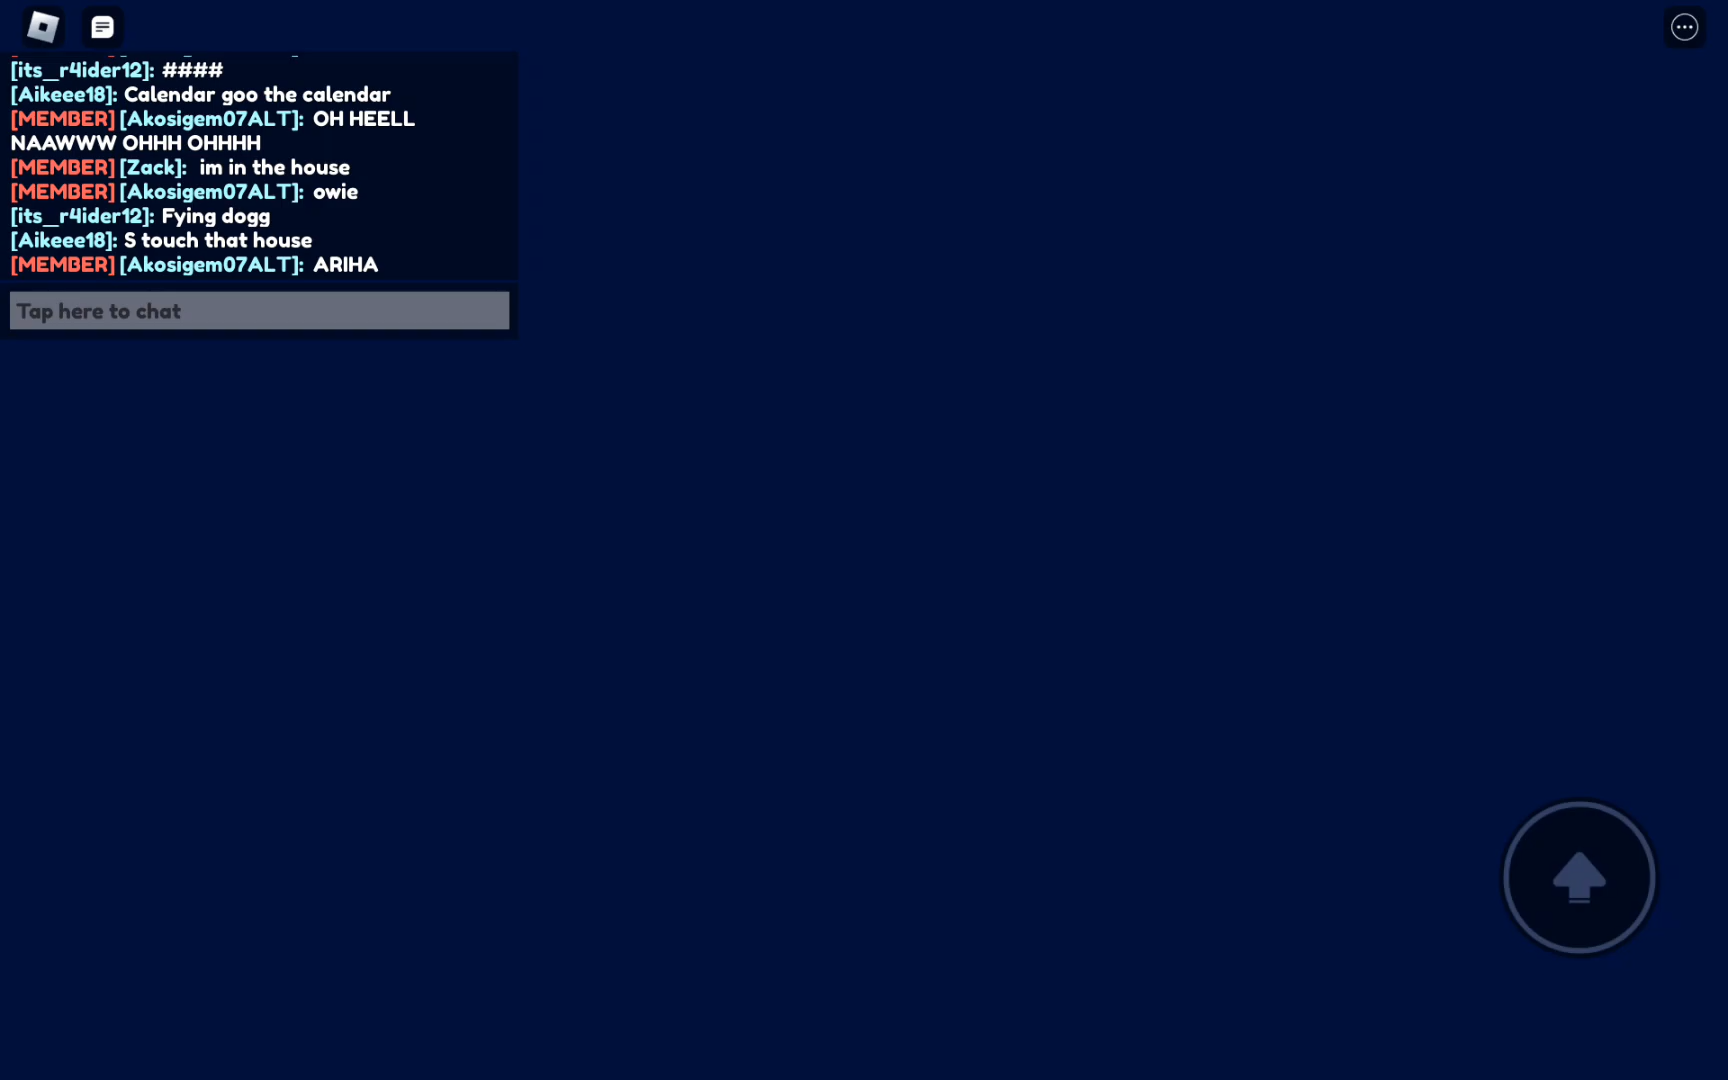 [its_r4ider12]: ####
[Aikeee18]: Calendar goo the calendar
[MEMBER] [Akosigem07ALT]: OH HEELL
NAAWWW OHHH OHHHH
[MEMBER] [Zack]: im in the house
[MEMBER] [Akosigem07ALT]: owie
[its_r4ider12]: Fying dogg
[Aikeee18]: S touch that house
[MEMBER] [Akosigem07ALT]: ARIHA
Tap here to chat